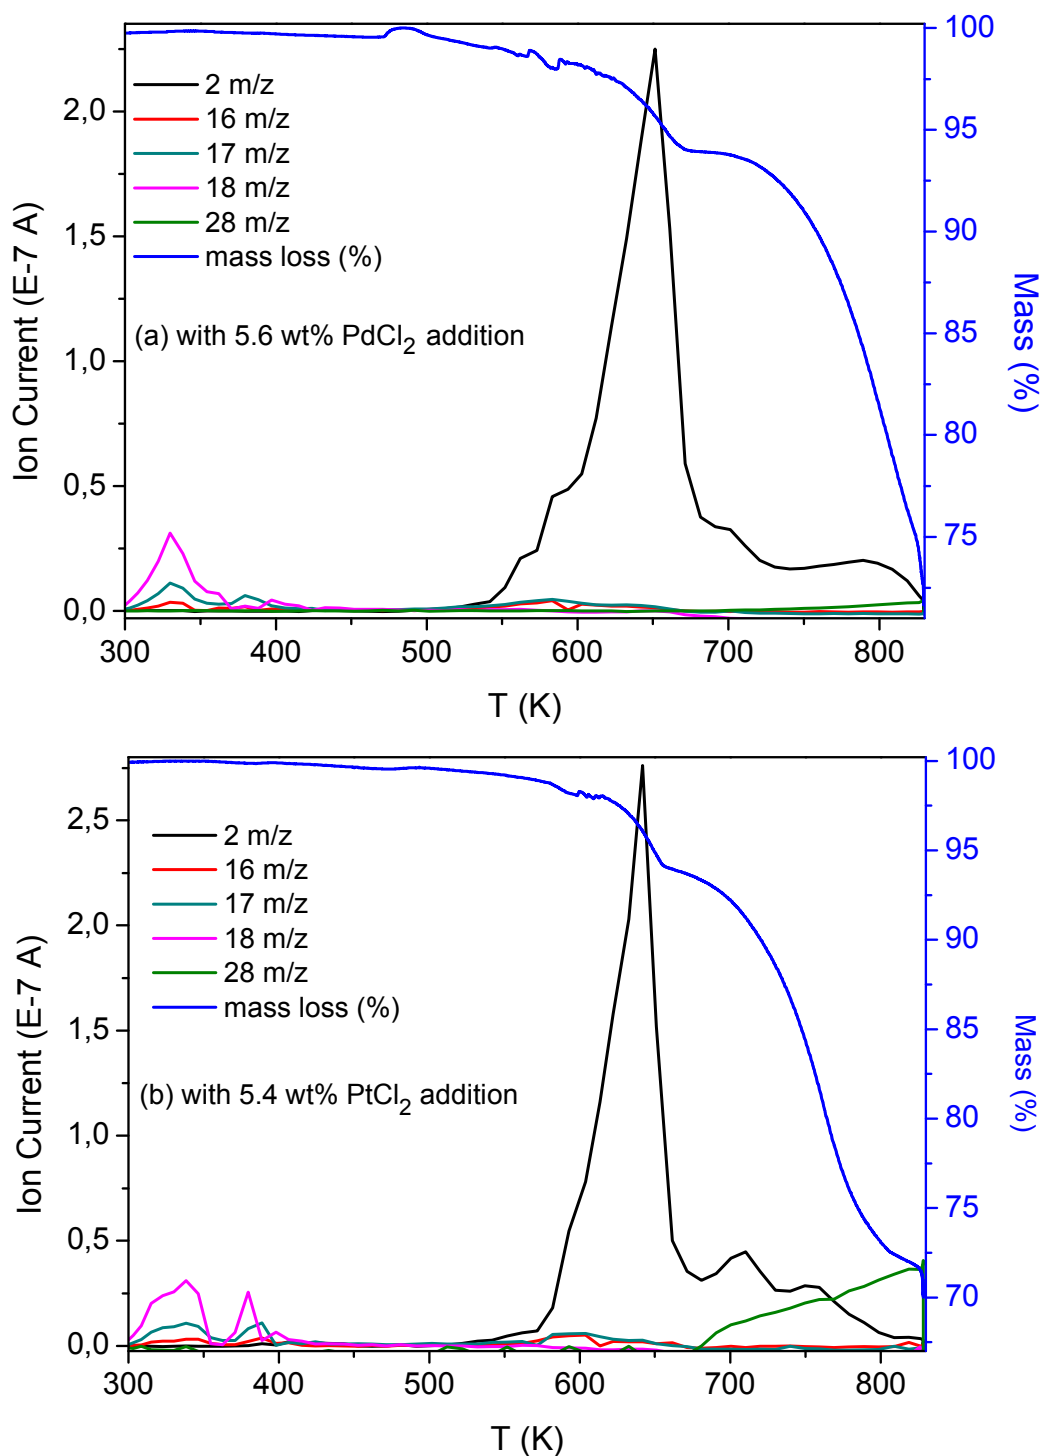 100
2 m/z
2,0
16 m/z
95
17 m/z
18 m/z
1,5
28 m/z
90
mass loss (%)
Ion Current (E-7 A)
Mass (%)
(a) with 5.6 wt% PdCl2 addition
85
1,0
80
0,5
75
0,0
300 400 500 600 700 800
T (K)
100
2,5
2 m/z
16 m/z
95
17 m/z
2,0
18 m/z
90
28 m/z
mass loss (%)
1,5
85
Ion Current (E-7 A)
Mass (%)
(b) with 5.4 wt% PtCl2 addition
80
1,0
75
0,5
70
0,0
300 400 500 600 700 800
T (K)